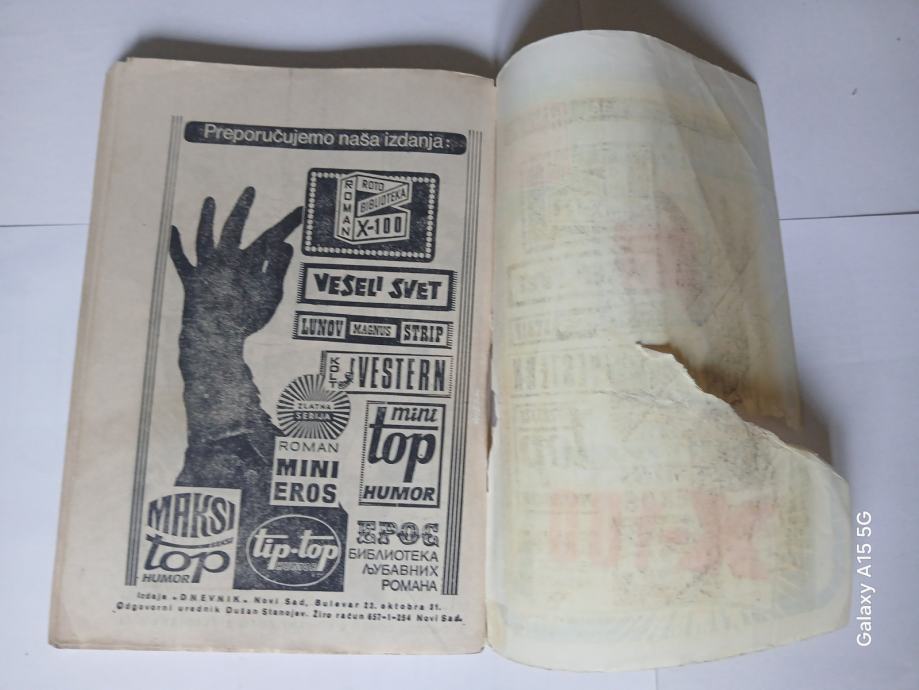 Preporučujemo naša izdanja:
ROMAN
ROTO
BIBLIOTEKA
X-100
VESELI SVET
LUNOV MAGNUS STRIP
KOLT
VESTERN
ZLATNA
SERIJA
ROMAN
MINI
EROS
mini
top
HUMOR
MAKSI
top
HUMOR
tip-top
ЕРОС
БИБЛИОТЕКА
ЉУБАВНИХ
РОМАНА
Izdaje „DNEVNIK„ Novi Sad, Bulevar 23. oktobra 31.
Odgovorni urednik Dušan Stanojev. Žiro račun 657-1-254 Novi Sad.
Galaxy A15 5G